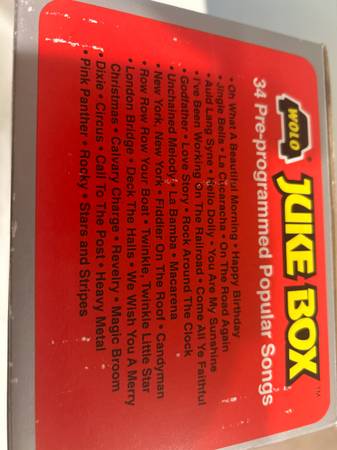 WOLO®
JUKE BOX™
34 Pre-programmed Popular Songs
• Oh What A Beautiful Morning • Happy Birthday
• Jingle Bells • La Cucaracha • On The Road Again
• Auld Lang Syne • Hello Dolly • You Are My Sunshine
• I've Been Working On The Railroad • Come All Ye Faithful
• Godfather • Love Story • Rock Around The Clock
• Unchained Melody • La Bamba • Macarena
• New York, New York • Fiddler On The Roof • Candyman
• Row Row Row Your Boat • Twinkle, Twinkle Little Star
• London Bridge • Deck The Halls • We Wish You A Merry
Christmas • Calvary Charge • Revelry • Magic Broom
• Dixie • Circus • Call To The Post • Heavy Metal
• Pink Panther • Rocky • Stars and Stripes